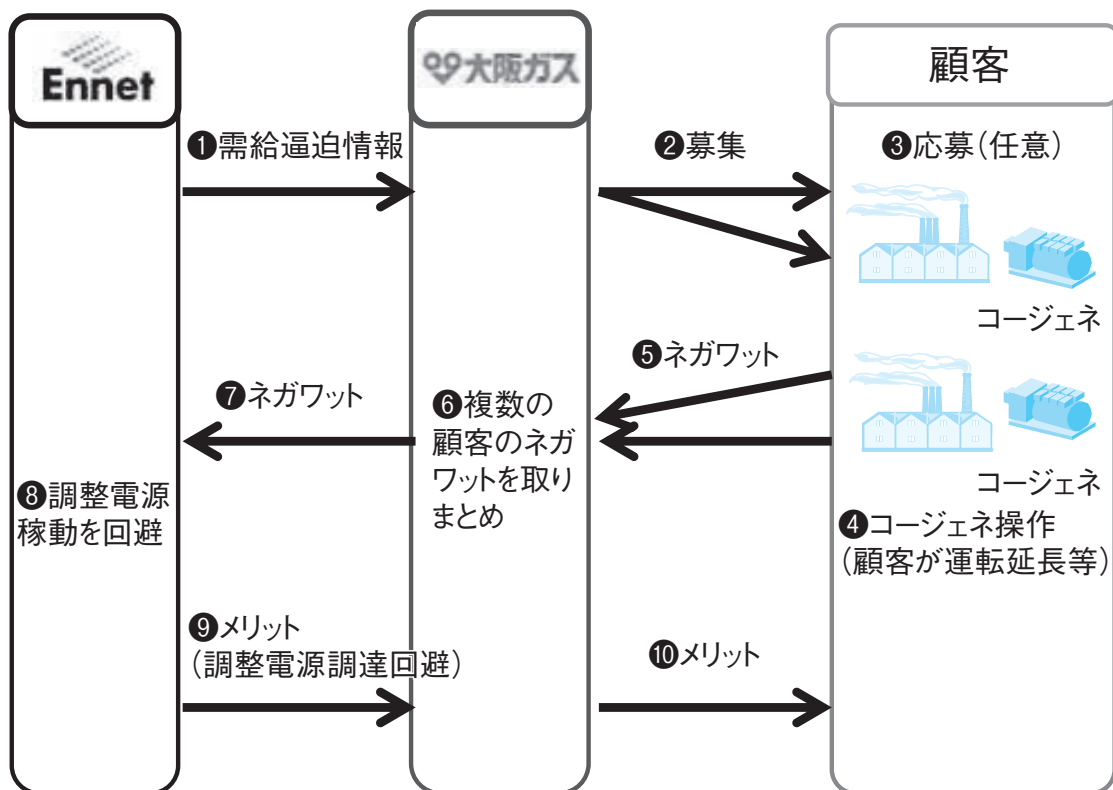 Ennet
大阪ガス
顧客
❶需給逼迫情報
❷募集
❸応募(任意)
コージェネ
❺ネガワット
❼ネガワット
❻複数の
顧客のネガ
ワットを取り
まとめ
コージェネ
❽調整電源
稼動を回避
❹コージェネ操作
(顧客が運転延長等)
❾メリット
(調整電源調達回避)
❿メリット